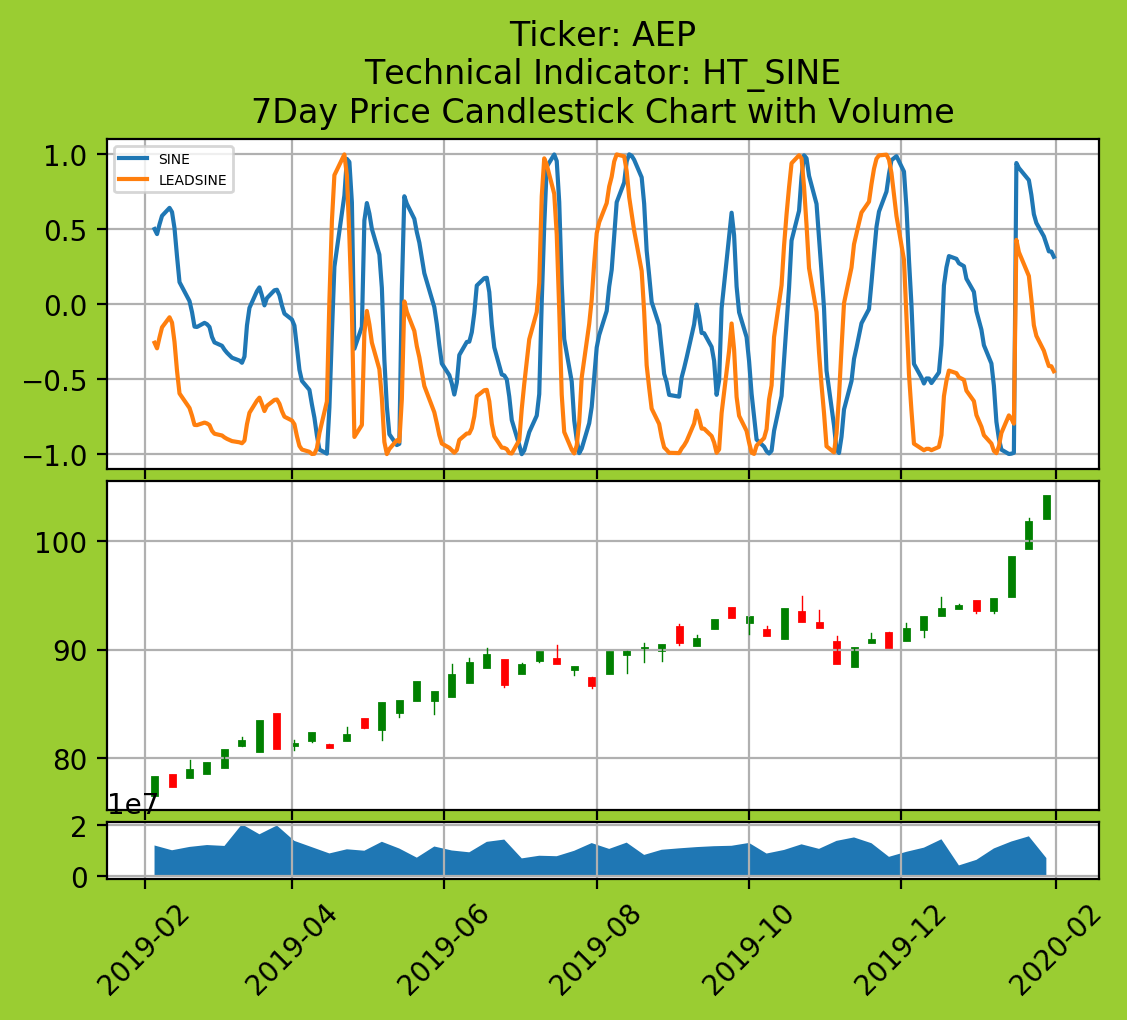 Ticker: AEP
Technical Indicator: HT_SINE
7Day Price Candlestick Chart with Volume
SINE
LEADSINE
1.0
0.5
0.0
−0.5
−1.0
100
90
80
1e7
2
0
2019-02
2019-04
2019-06
2019-08
2019-10
2019-12
2020-02